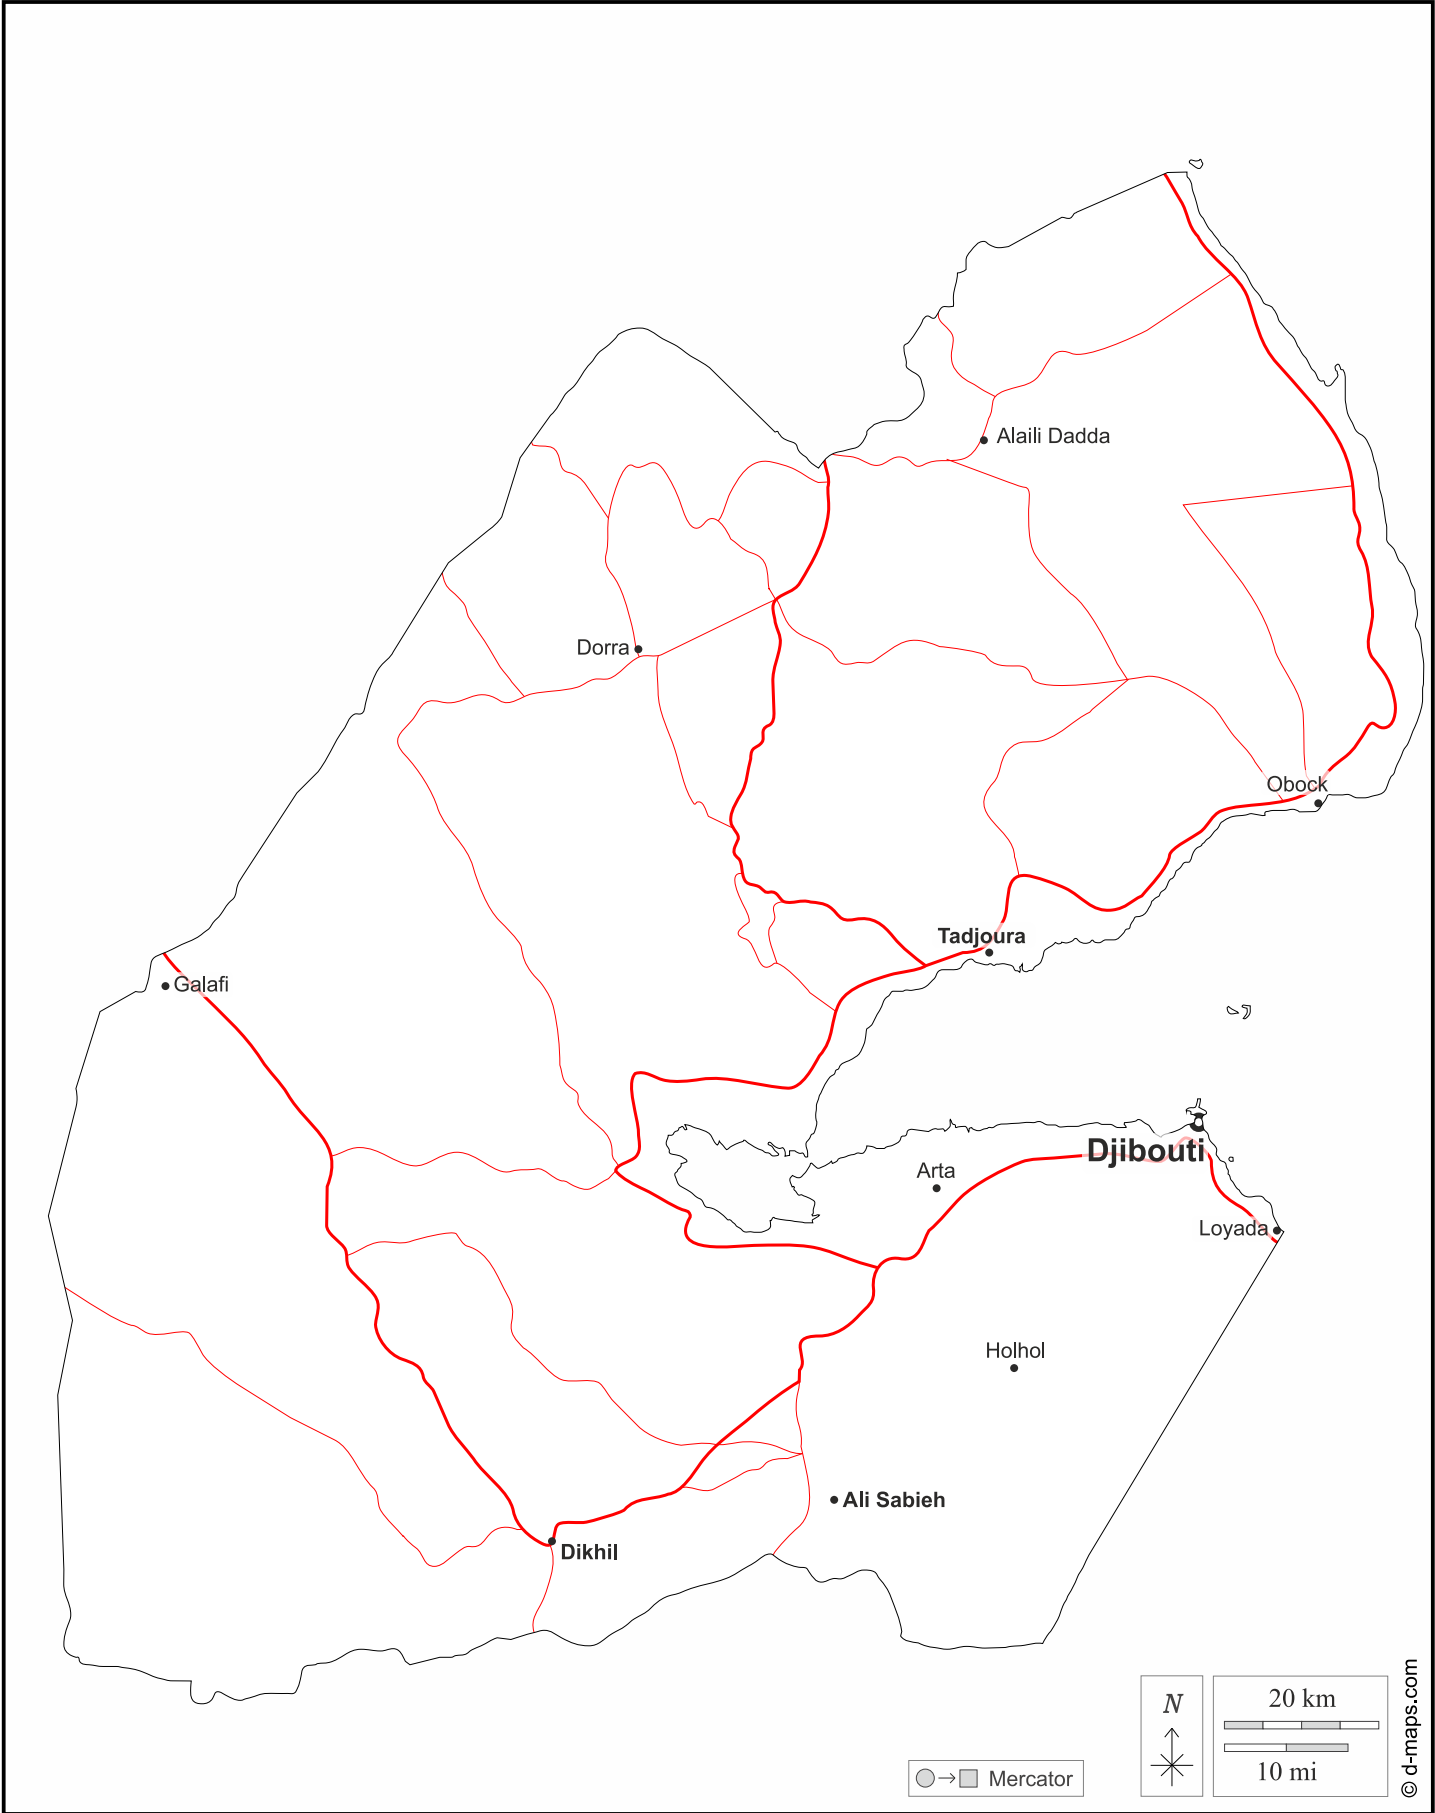 Alaili Dadda
Dorra
Obock
Tadjoura
Galafi
Djibouti
Arta
Loyada
Holhol
Ali Sabieh
Dikhil
N
20 km
10 mi
Mercator
© d-maps.com